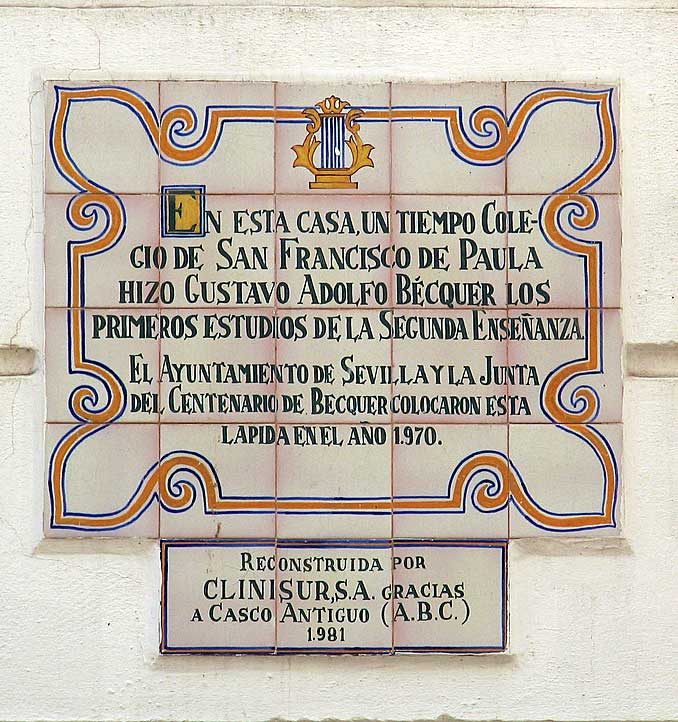 EN ESTA CASA, UN TIEMPO COLE-
GIO DE SAN FRANCISCO DE PAULA
HIZO GUSTAVO ADOLFO BÉCQUER LOS
PRIMEROS ESTUDIOS DE LA SEGUNDA ENSEÑANZA.
EL AYUNTAMIENTO DE SEVILLA Y LA JUNTA
DEL CENTENARIO DE BECQUER COLOCARON ESTA
LAPIDA EN EL AÑO 1.970.
RECONSTRUIDA POR
CLINISUR, S.A. GRACIAS
A CASCO ANTIGUO (A.B.C.)
1.981